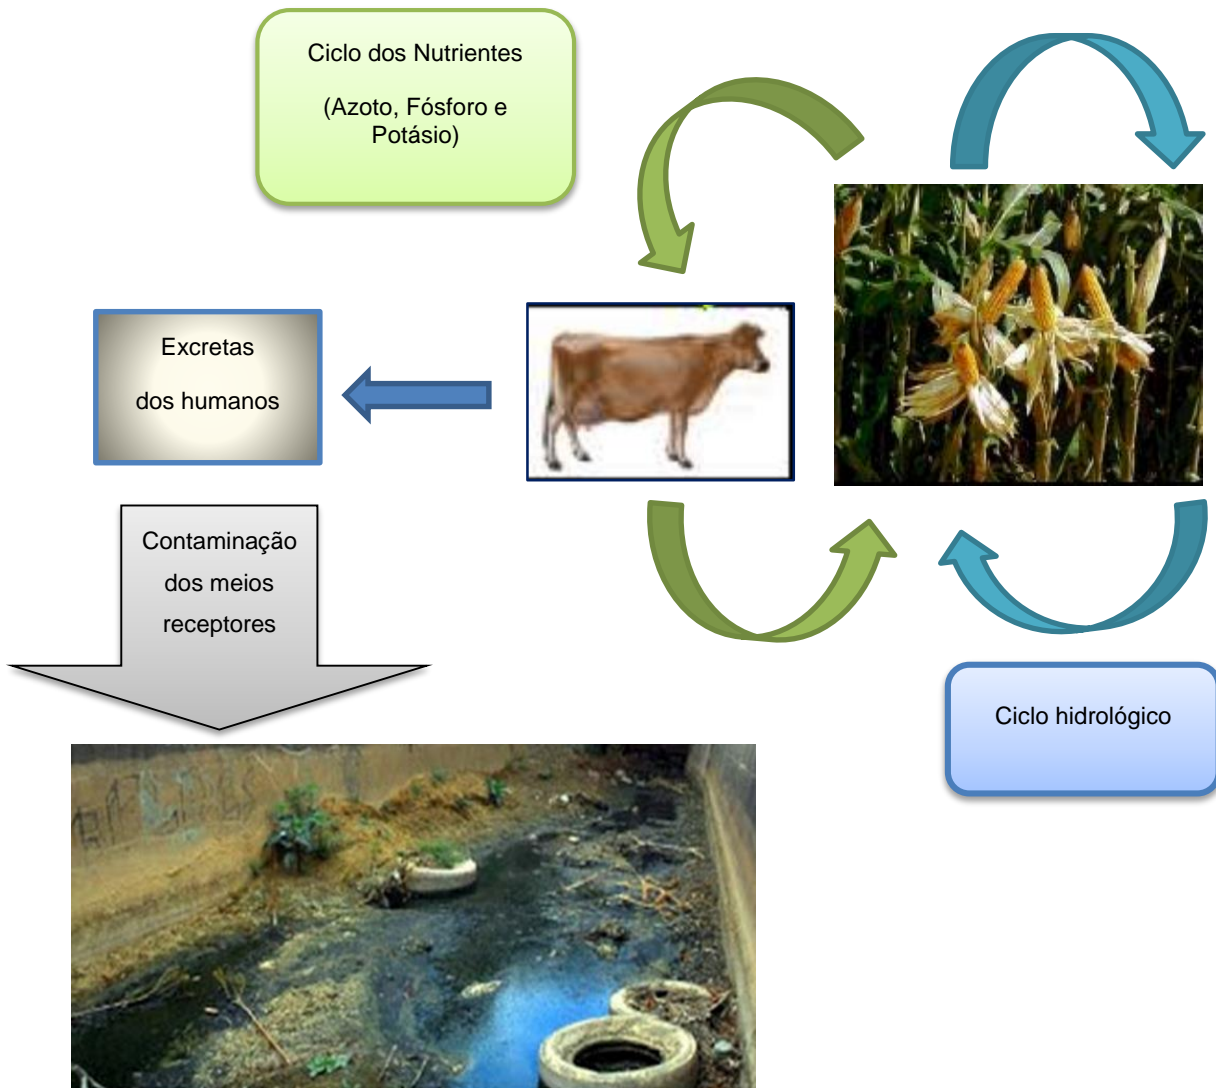 Ciclo dos Nutrientes
(Azoto, Fósforo e
Potásio)
Excretas
dos humanos
Contaminação
dos meios
receptores
Ciclo hidrológico